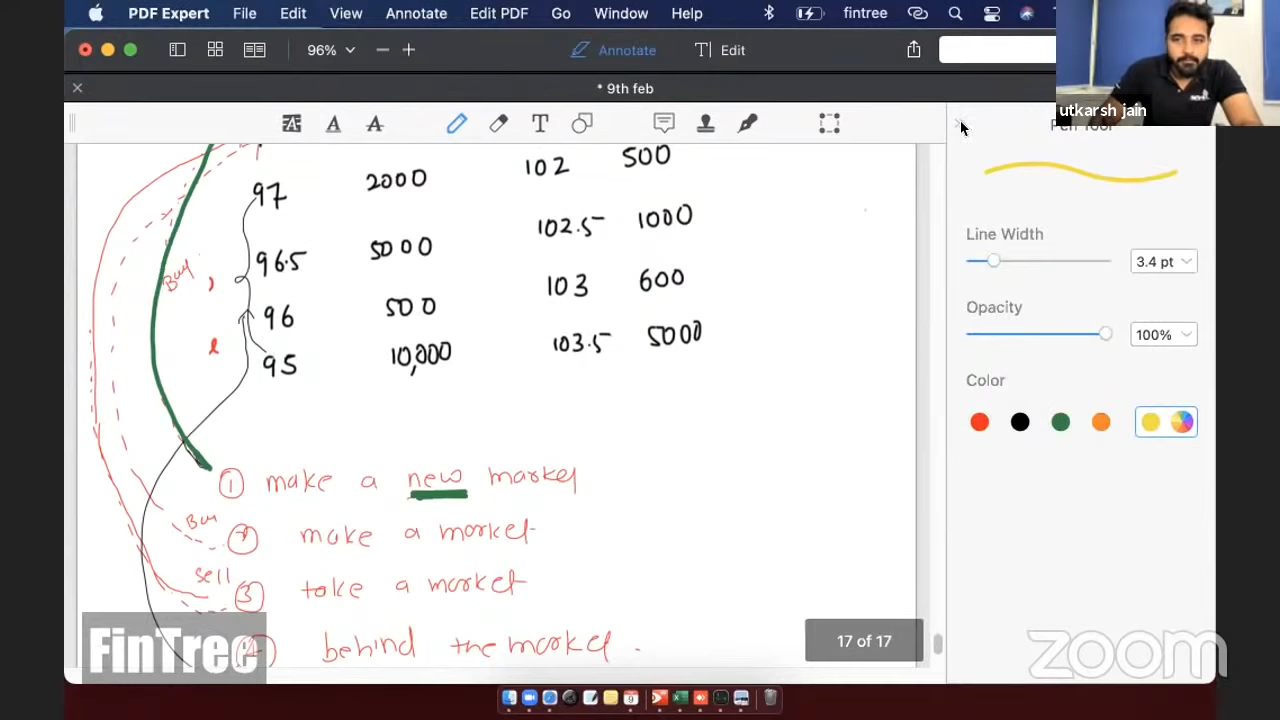 PDF Expert File Edit View Annotate Edit PDF Go Window Help fintree
96% Annotate T Edit
* 9th feb
utkarsh jain
Pen Tool
97 2000 102 500
96.5 5000 102.5 1000
96 500 103 600
95 10,000 103.5 5000
Buy
Line Width
3.4 pt
Opacity
100%
Color
1 make a new market
Buy
make a market
sell
3 take a market
behind the market.
17 of 17
FinTree
zoom